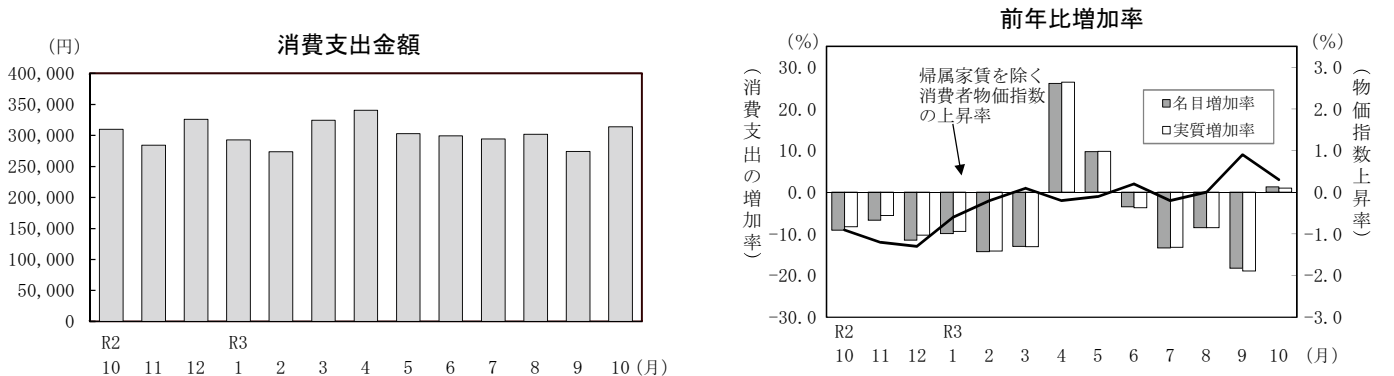 消費支出金額
(円)
400,000
350,000
300,000
250,000
200,000
150,000
100,000
50,000
0
R2 R3
10 11 12 1 2 3 4 5 6 7 8 9 10 (月)
前年比増加率
(%) (%)
(消費支出の増加率)
30.0
20.0
10.0
0.0
-10.0
-20.0
-30.0
帰属家賃を除く
消費者物価指数
の上昇率
名目増加率
実質増加率
3.0
2.0
1.0
0.0
-1.0
-2.0
-3.0
(物価指数上昇率)
R2 R3
10 11 12 1 2 3 4 5 6 7 8 9 10 (月)